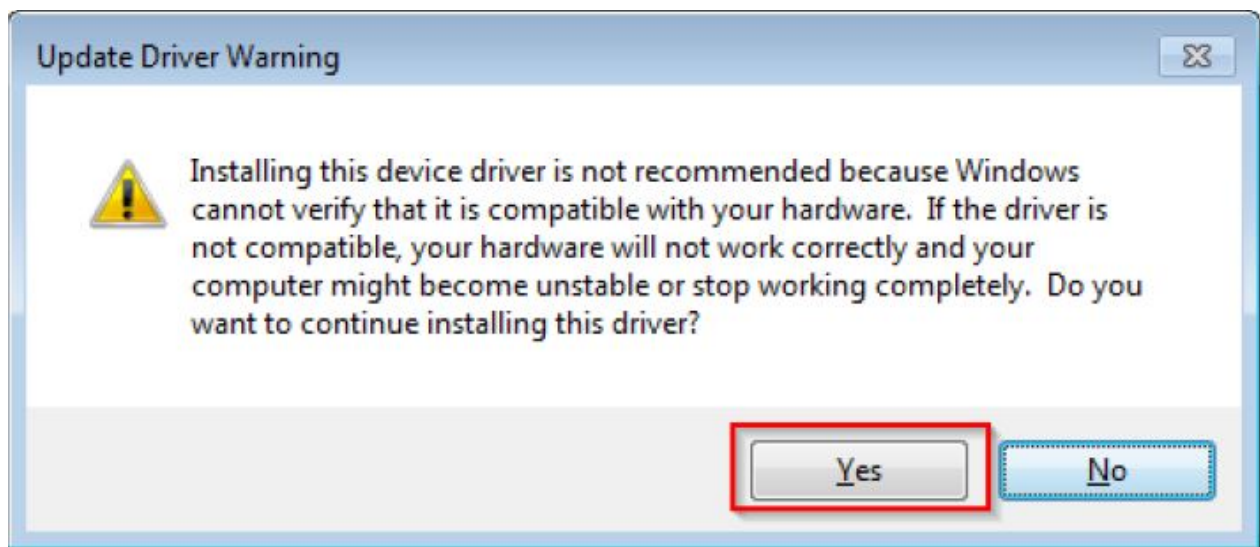 Update Driver Warning
Installing this device driver is not recommended because Windows
cannot verify that it is compatible with your hardware.  If the driver is
not compatible, your hardware will not work correctly and your
computer might become unstable or stop working completely.  Do you
want to continue installing this driver?
Yes
No